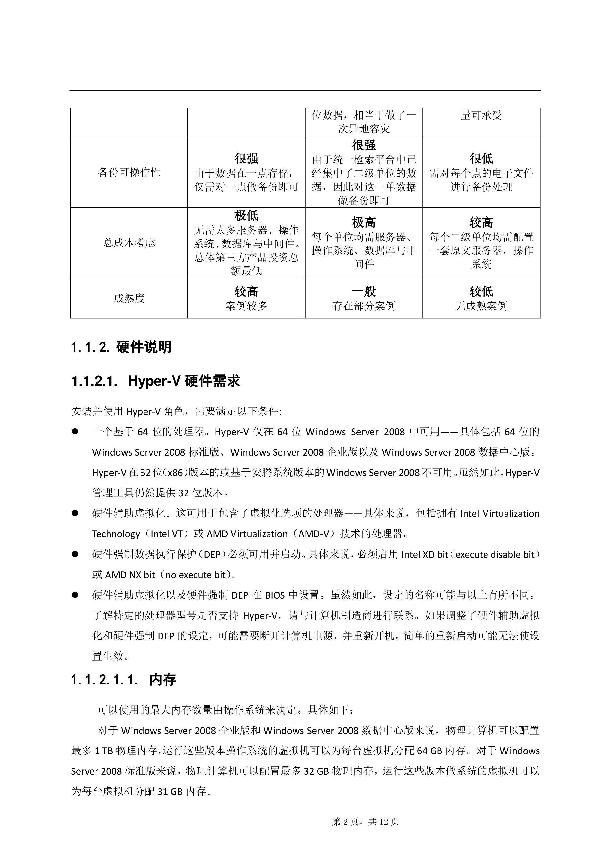 位数据，相当于做了一
次异地容灾
量可承受
备份可操作性
很强
由于数据在一点存储，
仅需对一点做备份即可
很强
由于统一检索平台中已
经集中了二级单位的数
据，因此对这一单数据
做备份即可
很低
需对每个点的电子文件
进行备份处理
总成本考虑
极低
无需太多服务器、操作
系统、数据库与中间件。
总体第三方产品投资总
额最低
极高
每个单位均需服务器、
操作系统、数据库与中
间件
较高
每个二级单位均需配置
一套原文服务器、操作
系统
成熟度
较高
案例较多
一般
存在部分案例
较低
无成熟案例
1.1.2. 硬件说明
1.1.2.1. Hyper-V 硬件需求
安装并使用 Hyper-V 角色，需要满足以下条件:
● 一个基于 64 位的处理器。Hyper-V 仅在 64 位 Windows Server 2008 中可用——具体包括 64 位的
Windows Server 2008 标准版、Windows Server 2008 企业版以及 Windows Server 2008 数据中心版。
Hyper-V 在 32 位（x86）版本的或基于安腾系统版本的 Windows Server 2008 不可用。虽然如此，Hyper-V
管理工具仍然提供 32 位版本。
● 硬件辅助虚拟化。这可用于包含了虚拟化选项的处理器——具体来说，包括拥有 Intel Virtualization
Technology（Intel VT）或 AMD Virtualization（AMD-V）技术的处理器。
● 硬件强制数据执行保护（DEP）必须可用并启动。具体来说，必须启用 Intel XD bit（execute disable bit）
或 AMD NX bit（no execute bit）。
● 硬件辅助虚拟化以及硬件强制 DEP 在 BIOS 中设置。虽然如此，设定的名称可能与以上有所不同。
了解特定的处理器型号是否支持 Hyper-V，请与计算机制造商进行联系。如果调整了硬件辅助虚拟
化和硬件强制 DEP 的设定，可能需要断开计算机电源，并重新开机，简单的重新启动可能无法使设
置生效。
1.1.2.1.1. 内存
可以使用的最大内存数量由操作系统来决定。具体如下：
对于 Windows Server 2008 企业版和 Windows Server 2008 数据中心版来说，物理计算机可以配置
最多 1 TB 物理内存，运行这些版本操作系统的虚拟机可以为每台虚拟机分配 64 GB 内存。对于 Windows
Server 2008 标准版来说，物理计算机可以配置最多 32 GB 物理内存，运行这些版本操作系统的虚拟机可以
为每台虚拟机分配 31 GB 内存。
第 2 页，共 12 页